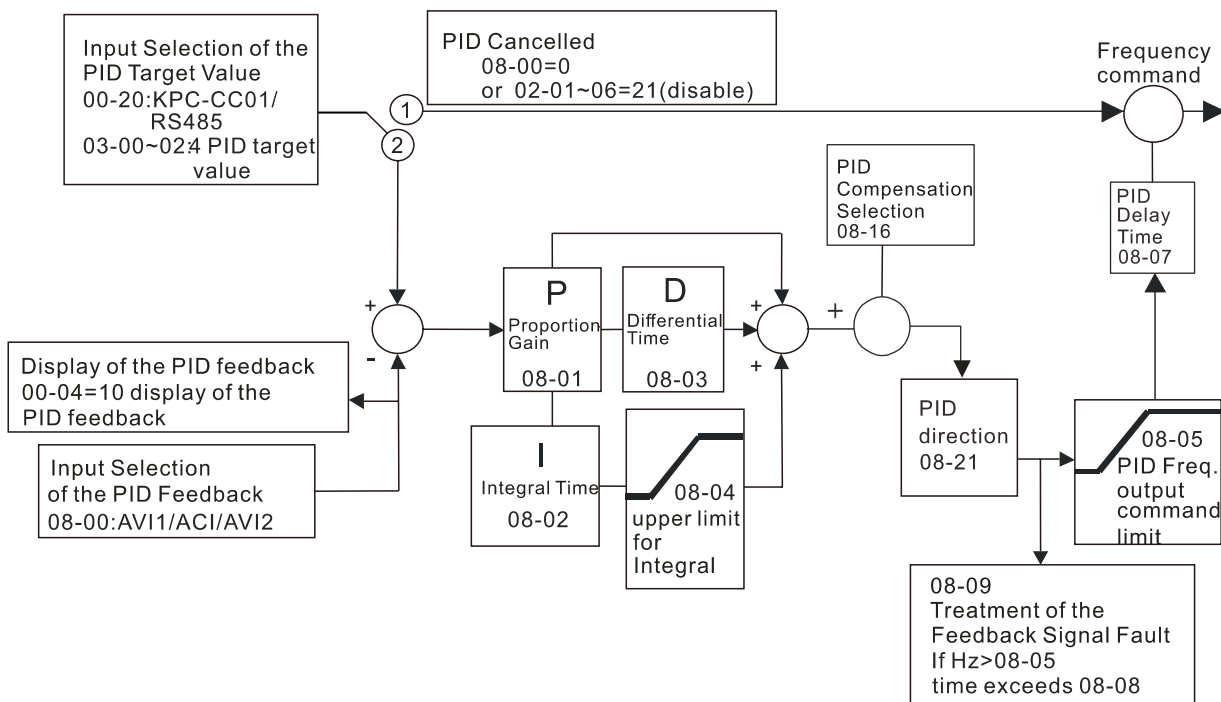 Input Selection of the
PID Target Value
00-20:KPC-CC01/
RS485
03-00~02:4 PID target
value
PID Cancelled
08-00=0
or 02-01~06=21(disable)
1
2
Frequency
command
PID
Compensation
Selection
08-16
PID
Delay
Time
08-07
+
-
P
Proportion
Gain
08-01
D
Differential
Time
08-03
+
+
+
Display of the PID feedback
00-04=10 display of the
PID feedback
Input Selection
of the PID Feedback
08-00:AVI1/ACI/AVI2
I
Integral Time
08-02
08-04
upper limit
for
Integral
PID
direction
08-21
08-05
PID Freq.
output
command
limit
08-09
Treatment of the
Feedback Signal Fault
If Hz>08-05
time exceeds 08-08